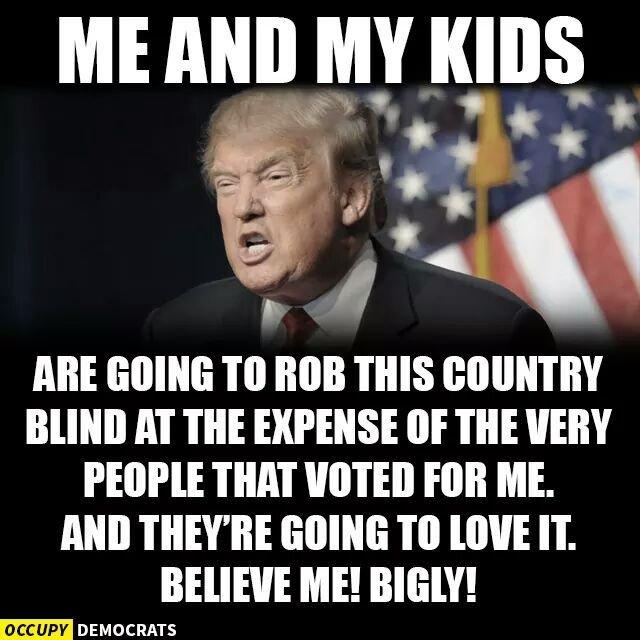 ME AND MY KIDS
ARE GOING TO ROB THIS COUNTRY
BLIND AT THE EXPENSE OF THE VERY
PEOPLE THAT VOTED FOR ME.
AND THEY'RE GOING TO LOVE IT.
BELIEVE ME! BIGLY!
OCCUPY DEMOCRATS